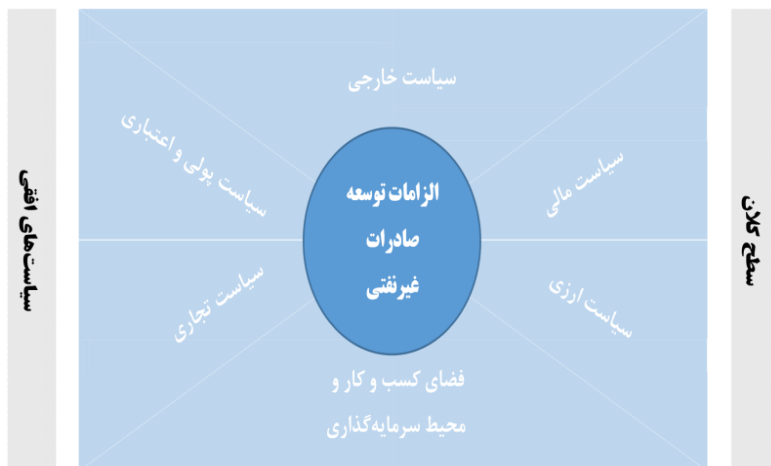 سیاست خارجی
سیاست مالی
سیاست ارزی
فضای کسب و کار و
محیط سرمایه‌گذاری
سیاست تجاری
سیاست پولی و اعتباری
الزامات توسعه
صادرات
غیرنفتی
سطح کلان
سیاست‌های افقی